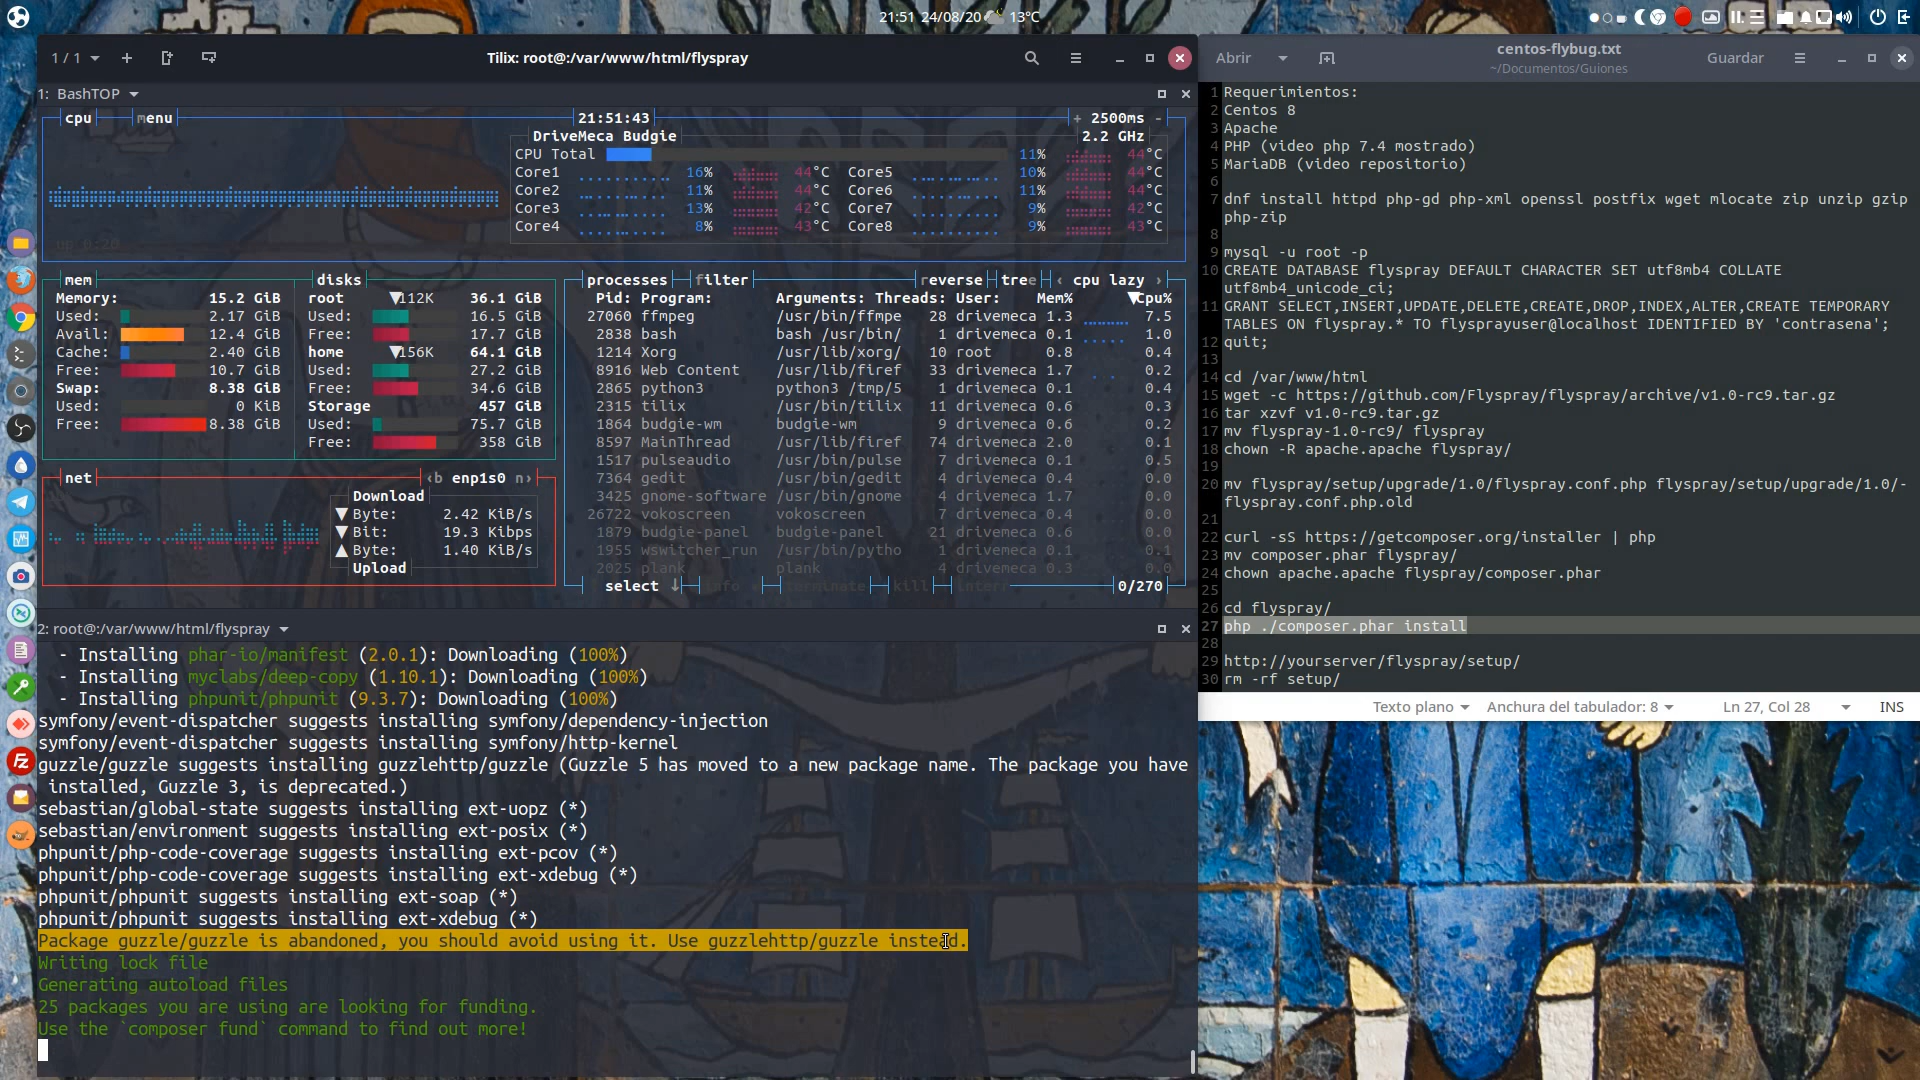 21:51 24/08/20 13°C
1 / 1
Tilix: root@:/var/www/html/flyspray
1: BashTOP
cpu menu 21:51:43 + 2500ms -
DriveMeca Budgie 2.2 GHz
CPU Total 11% 44°C
Core1 16% 44°C Core5 10% 44°C
Core2 11% 44°C Core6 11% 44°C
Core3 13% 42°C Core7 9% 42°C
Core4 8% 43°C Core8 9% 43°C
up 0:20
mem disks
Memory: 15.2 GiB root ▼112K 36.1 GiB
Used: 2.17 GiB Used: 16.5 GiB
Avail: 12.4 GiB Free: 17.7 GiB
Cache: 2.40 GiB home ▼156K 64.1 GiB
Free: 10.7 GiB Used: 27.2 GiB
Swap: 8.38 GiB Free: 34.6 GiB
Used: 0 KiB Storage 457 GiB
Free: 8.38 GiB Used: 75.7 GiB
Free: 358 GiB
net ‹b enp1s0 n›
Download
▼ Byte: 2.42 KiB/s
▼ Bit: 19.3 Kibps
▲ Byte: 1.40 KiB/s
Upload
processes filter reverse tree ‹ cpu lazy ›
Pid: Program: Arguments: Threads: User: Mem% ▼Cpu%
27060 ffmpeg /usr/bin/ffmpe 28 drivemeca 1.3 7.5
2838 bash bash /usr/bin/ 1 drivemeca 0.1 1.0
1214 Xorg /usr/lib/xorg/ 10 root 0.8 0.4
8916 Web Content /usr/lib/firef 33 drivemeca 1.7 0.2
2865 python3 python3 /tmp/5 1 drivemeca 0.1 0.4
2315 tilix /usr/bin/tilix 11 drivemeca 0.6 0.3
1864 budgie-wm budgie-wm 9 drivemeca 0.6 0.2
8597 MainThread /usr/lib/firef 74 drivemeca 2.0 0.1
1517 pulseaudio /usr/bin/pulse 7 drivemeca 0.1 0.5
7364 gedit /usr/bin/gedit 4 drivemeca 0.4 0.0
3425 gnome-software /usr/bin/gnome 4 drivemeca 1.7 0.0
26722 vokoscreen vokoscreen 7 drivemeca 0.4 0.0
1879 budgie-panel budgie-panel 21 drivemeca 0.6 0.0
1955 wswitcher_run /usr/bin/pytho 1 drivemeca 0.1 0.1
2025 plank plank 4 drivemeca 0.3 0.0
select ↓ info terminate kill interr 0/270
2: root@:/var/www/html/flyspray
- Installing phar-io/manifest (2.0.1): Downloading (100%)
- Installing myclabs/deep-copy (1.10.1): Downloading (100%)
- Installing phpunit/phpunit (9.3.7): Downloading (100%)
symfony/event-dispatcher suggests installing symfony/dependency-injection
symfony/event-dispatcher suggests installing symfony/http-kernel
guzzle/guzzle suggests installing guzzlehttp/guzzle (Guzzle 5 has moved to a new package name. The package you have
installed, Guzzle 3, is deprecated.)
sebastian/global-state suggests installing ext-uopz (*)
sebastian/environment suggests installing ext-posix (*)
phpunit/php-code-coverage suggests installing ext-pcov (*)
phpunit/php-code-coverage suggests installing ext-xdebug (*)
phpunit/phpunit suggests installing ext-soap (*)
phpunit/phpunit suggests installing ext-xdebug (*)
Package guzzle/guzzle is abandoned, you should avoid using it. Use guzzlehttp/guzzle instead.
Writing lock file
Generating autoload files
25 packages you are using are looking for funding.
Use the `composer fund` command to find out more!
Abrir centos-flybug.txt Guardar
~/Documentos/Guiones
1 Requerimientos:
2 Centos 8
3 Apache
4 PHP (video php 7.4 mostrado)
5 MariaDB (video repositorio)
6
7 dnf install httpd php-gd php-xml openssl postfix wget mlocate zip unzip gzip
php-zip
8
9 mysql -u root -p
10 CREATE DATABASE flyspray DEFAULT CHARACTER SET utf8mb4 COLLATE
utf8mb4_unicode_ci;
11 GRANT SELECT,INSERT,UPDATE,DELETE,CREATE,DROP,INDEX,ALTER,CREATE TEMPORARY
TABLES ON flyspray.* TO flysprayuser@localhost IDENTIFIED BY 'contrasena';
12 quit;
13
14 cd /var/www/html
15 wget -c https://github.com/Flyspray/flyspray/archive/v1.0-rc9.tar.gz
16 tar xzvf v1.0-rc9.tar.gz
17 mv flyspray-1.0-rc9/ flyspray
18 chown -R apache.apache flyspray/
19
20 mv flyspray/setup/upgrade/1.0/flyspray.conf.php flyspray/setup/upgrade/1.0/-
flyspray.conf.php.old
21
22 curl -sS https://getcomposer.org/installer | php
23 mv composer.phar flyspray/
24 chown apache.apache flyspray/composer.phar
25
26 cd flyspray/
27 php ./composer.phar install
28
29 http://yourserver/flyspray/setup/
30 rm -rf setup/
Texto plano Anchura del tabulador: 8 Ln 27, Col 28 INS